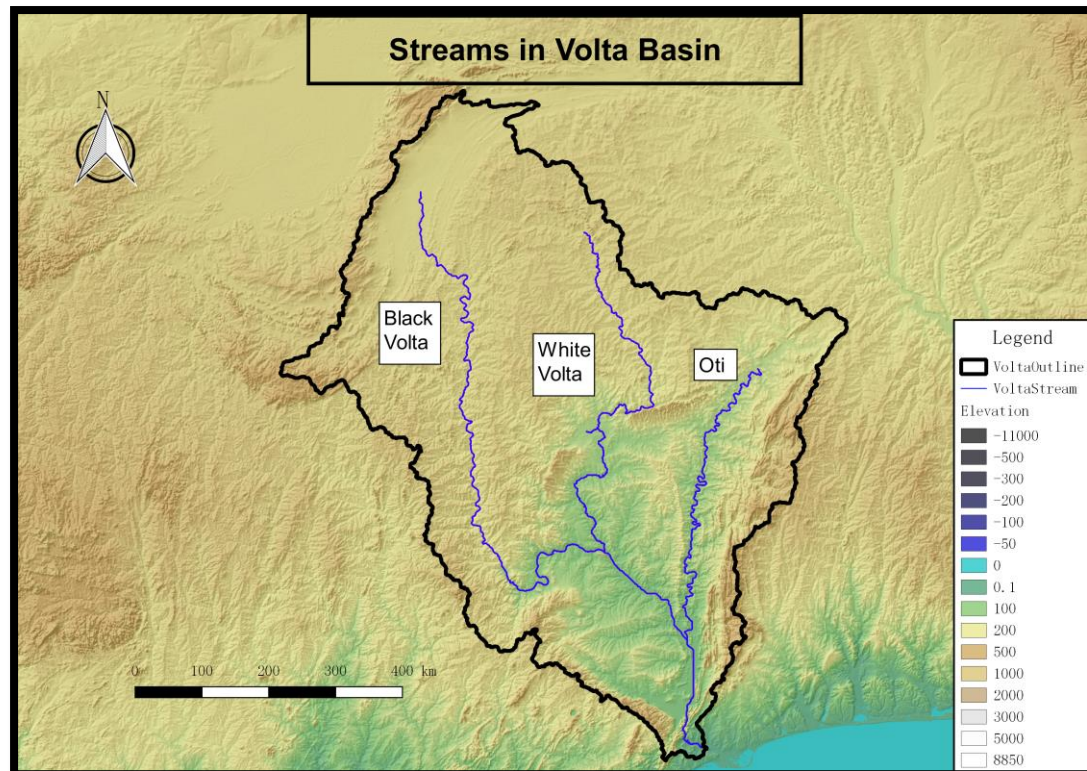 Streams in Volta Basin
N
Black
Volta
White
Volta
Oti
0 100 200 300 400 km
Legend
VoltaOutline
VoltaStream
Elevation
-11000
-500
-300
-200
-100
-50
0
0.1
100
200
500
1000
2000
3000
5000
8850